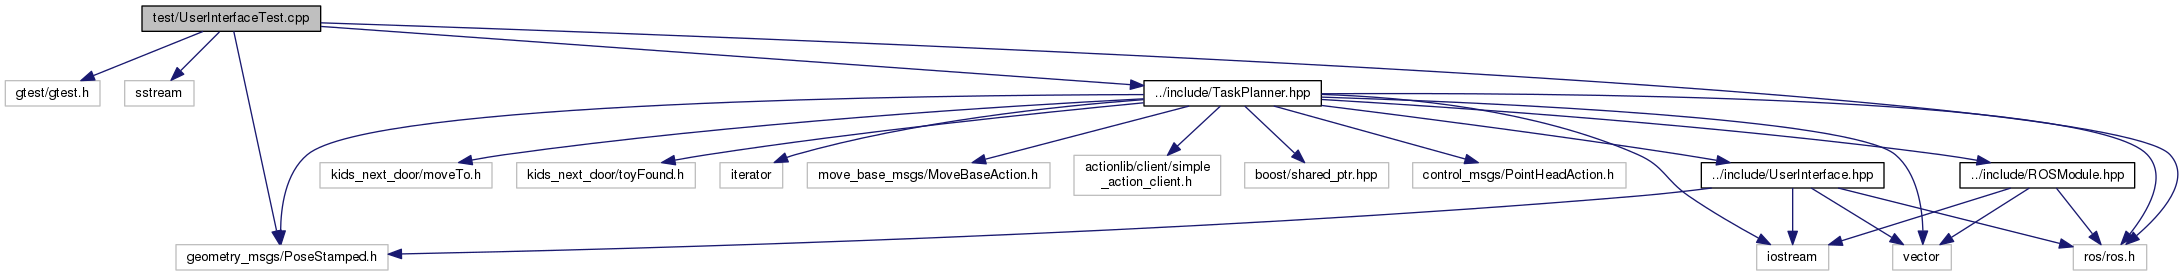 test/UserInterfaceTest.cpp
gtest/gtest.h
sstream
../include/TaskPlanner.hpp
kids_next_door/moveTo.h
kids_next_door/toyFound.h
iterator
move_base_msgs/MoveBaseAction.h
actionlib/client/simple
_action_client.h
boost/shared_ptr.hpp
control_msgs/PointHeadAction.h
../include/UserInterface.hpp
../include/ROSModule.hpp
geometry_msgs/PoseStamped.h
iostream
vector
ros/ros.h